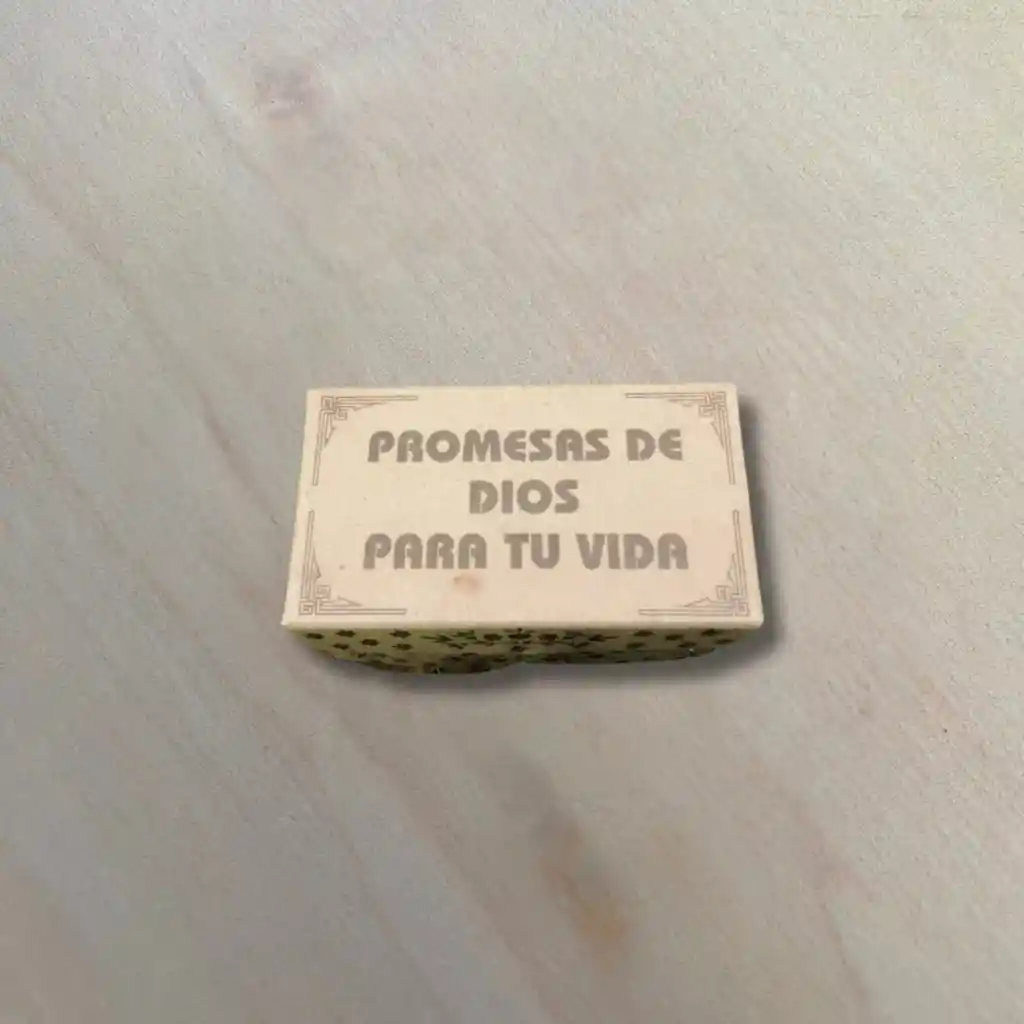 PROMESAS DE
DIOS
PARA TU VIDA